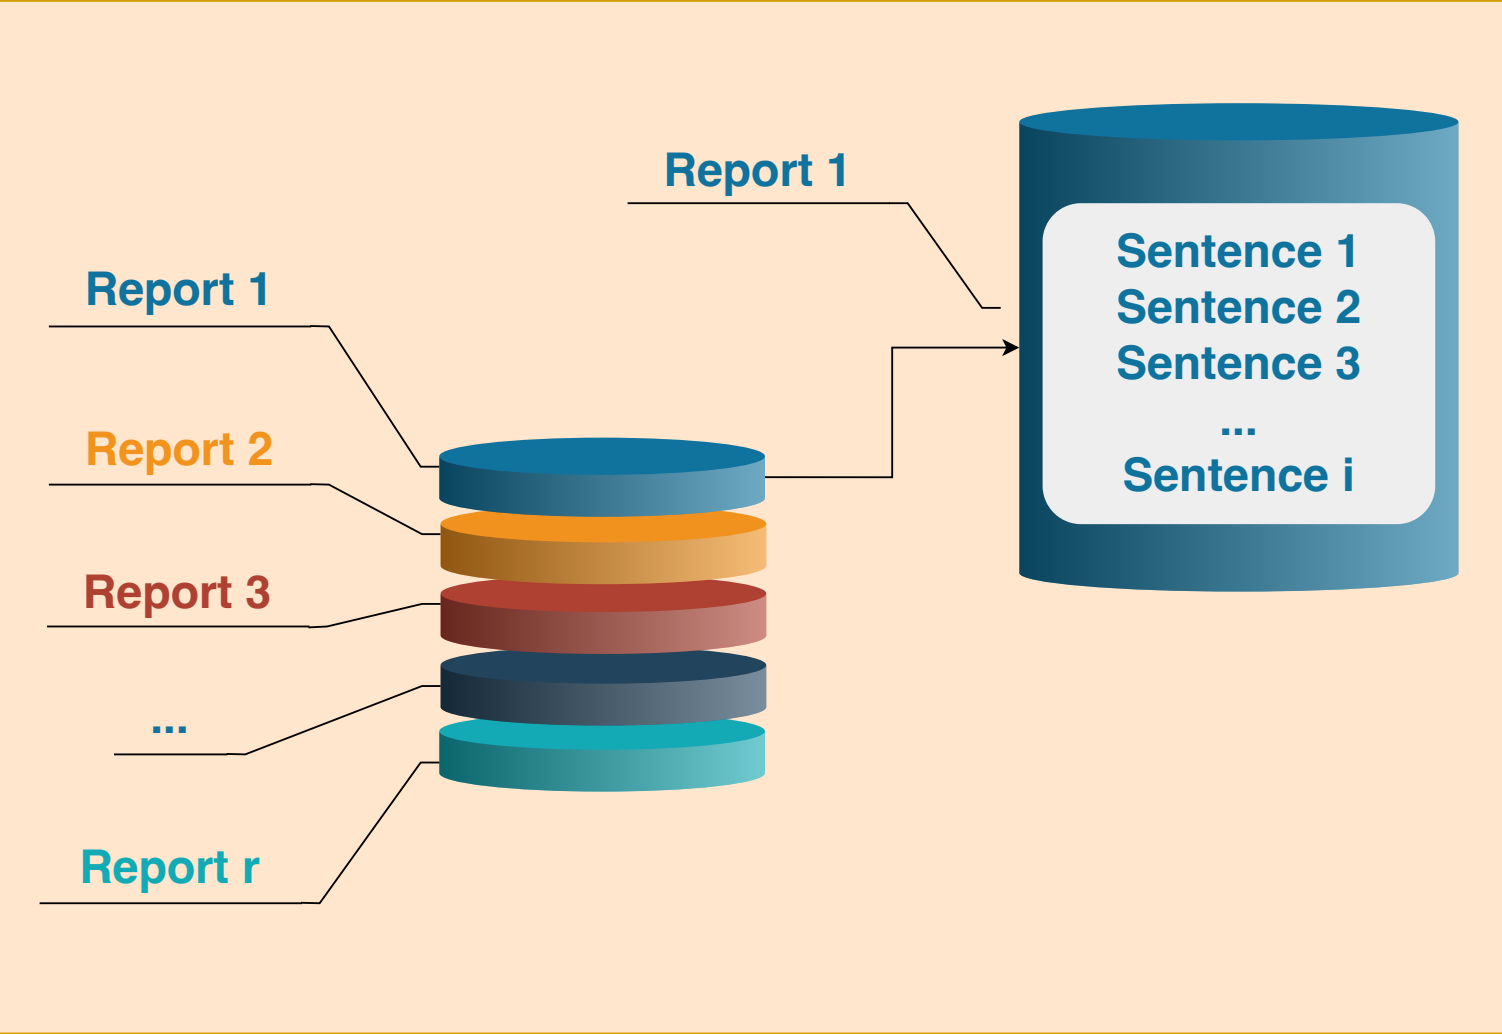 Report 1
Report 2
Report 3
...
Report r
Report 1
Sentence 1
Sentence 2
Sentence 3
...
Sentence i